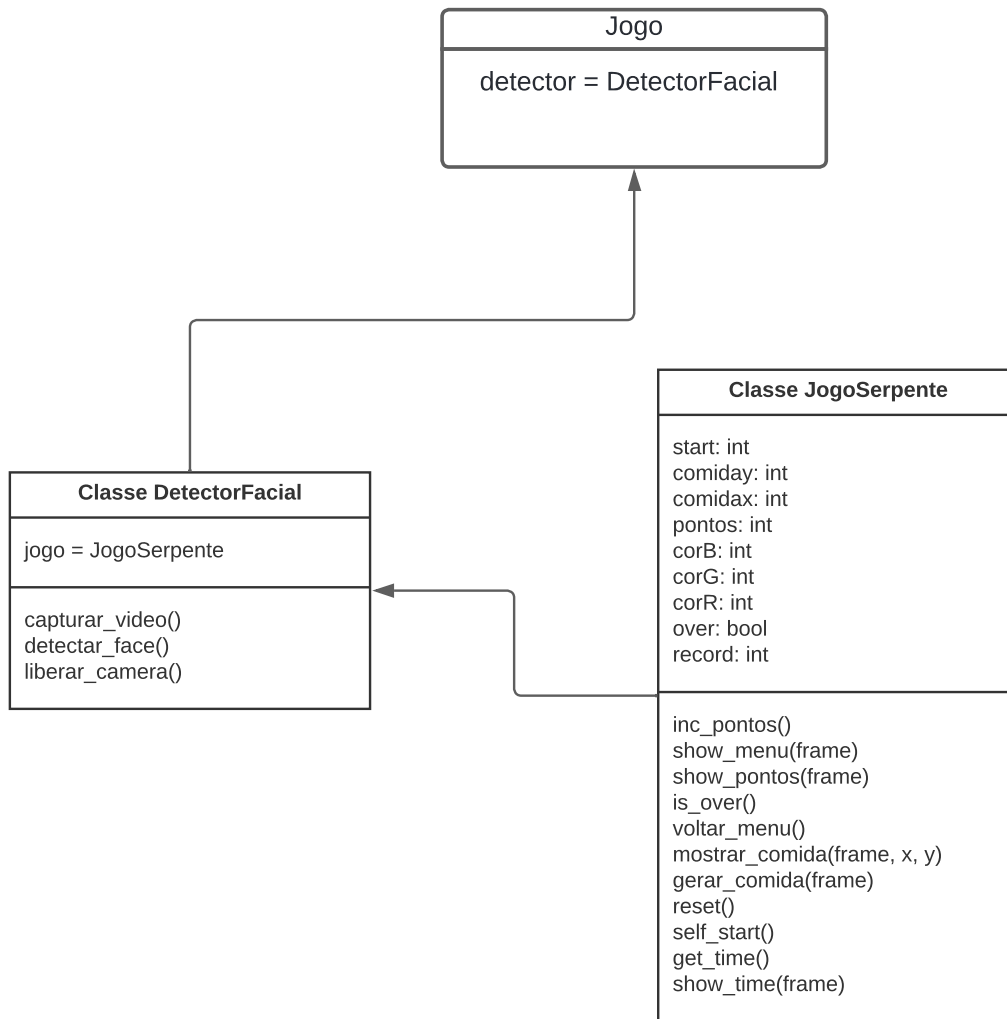 Jogo
detector = DetectorFacial
Classe DetectorFacial
jogo = JogoSerpente
capturar_video()
detectar_face()
liberar_camera()
Classe JogoSerpente
start: int
comiday: int
comidax: int
pontos: int
corB: int
corG: int
corR: int
over: bool
record: int
inc_pontos()
show_menu(frame)
show_pontos(frame)
is_over()
voltar_menu()
mostrar_comida(frame, x, y)
gerar_comida(frame)
reset()
self_start()
get_time()
show_time(frame)